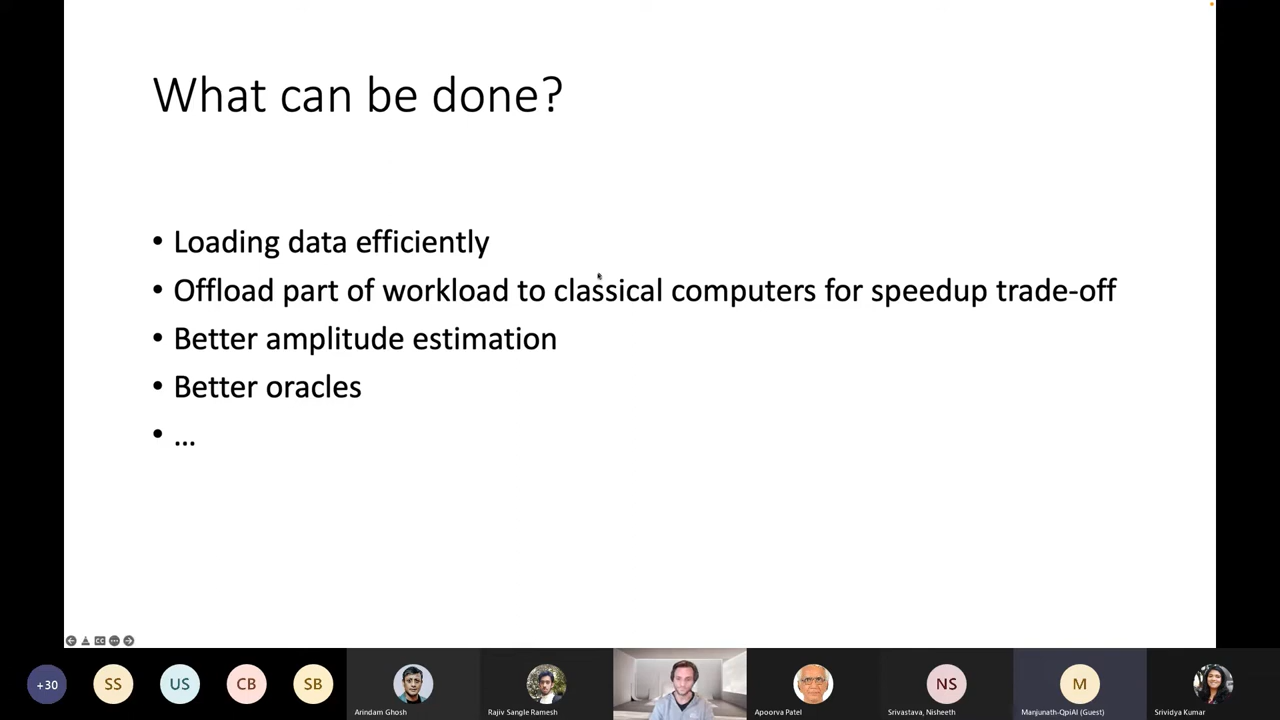 What can be done?
• Loading data efficiently
• Offload part of workload to classical computers for speedup trade-off
• Better amplitude estimation
• Better oracles
• ...
+30
SS
US
CB
SB
Arindam Ghosh
Rajiv Sangle Ramesh
Apoorva Patel
NS
Srivastava, Nisheeth
M
Manjunath-QpiAI (Guest)
Srividya Kumar